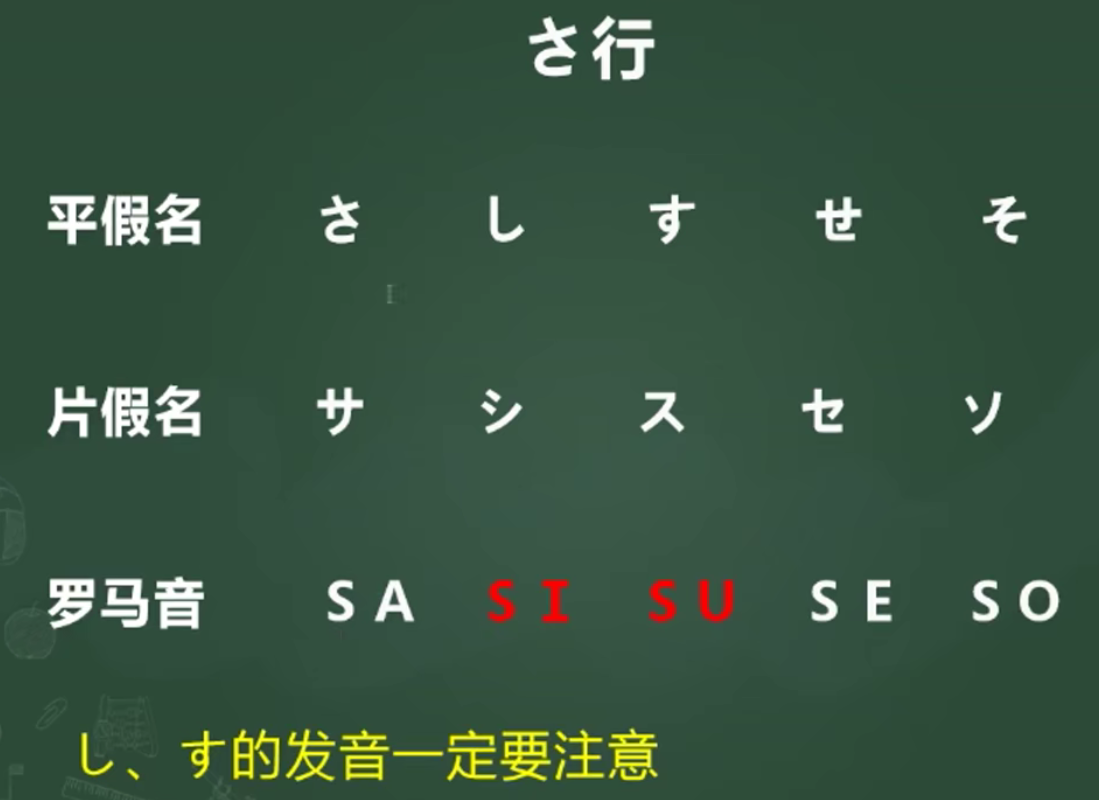 さ行
平假名 さ し す せ そ
片假名 サ シ ス セ ソ
罗马音 SA SI SU SE SO
し、す的发音一定要注意